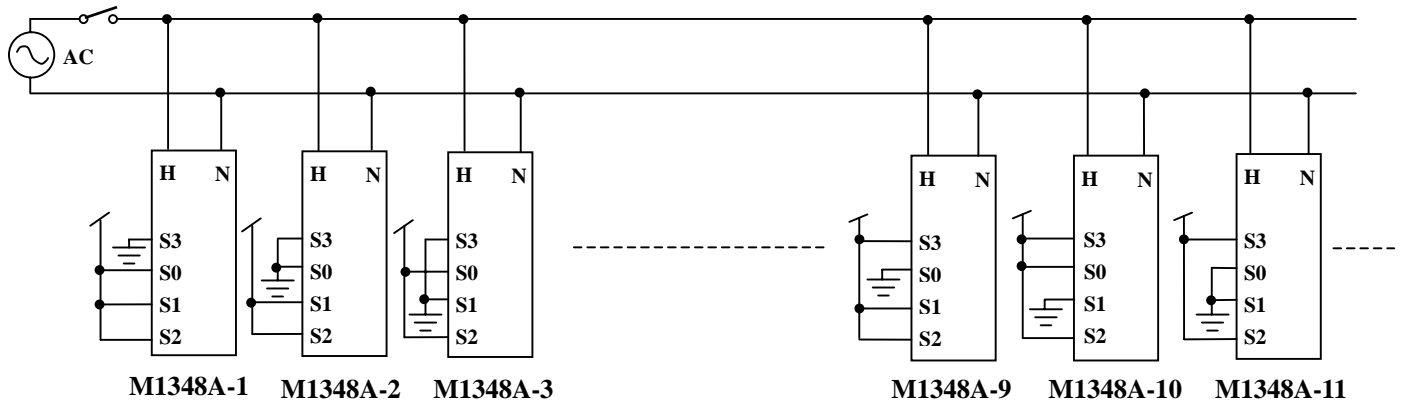 AC
H N
S3
S0
S1
S2
M1348A-1
H N
S3
S0
S1
S2
M1348A-2
H N
S3
S0
S1
S2
M1348A-3
H N
S3
S0
S1
S2
M1348A-9
H N
S3
S0
S1
S2
M1348A-10
H N
S3
S0
S1
S2
M1348A-11